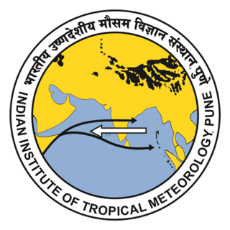 भारतीय उष्णदेशीय मौसम विज्ञान संस्थान, पुणे
INDIAN INSTITUTE OF TROPICAL METEOROLOGY, PUNE